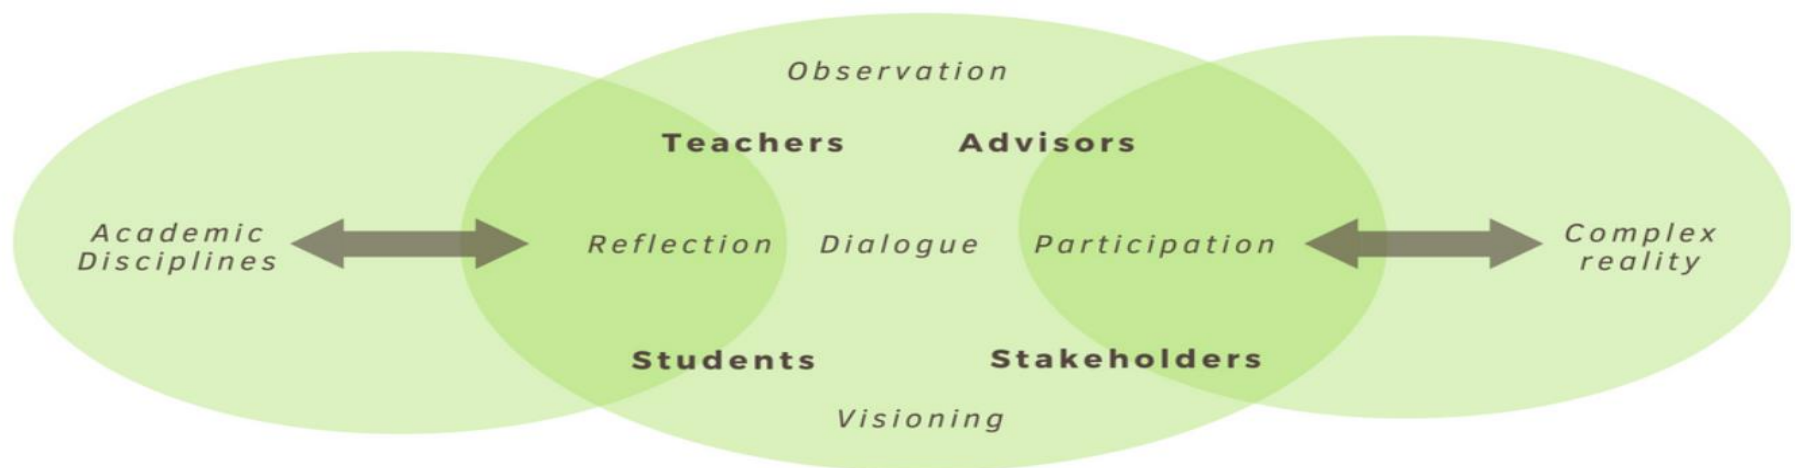 Observation
Teachers
Advisors
Academic
Disciplines
Reflection
Dialogue
Participation
Complex
reality
Students
Stakeholders
Visioning